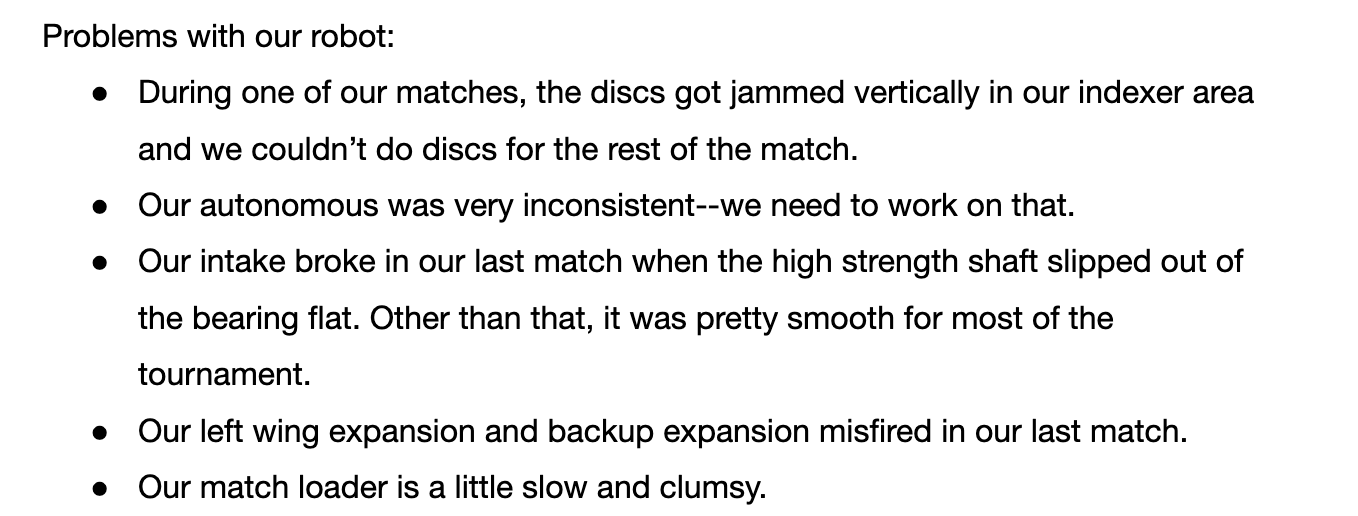 Problems with our robot:
● During one of our matches, the discs got jammed vertically in our indexer area
and we couldn’t do discs for the rest of the match.
● Our autonomous was very inconsistent--we need to work on that.
● Our intake broke in our last match when the high strength shaft slipped out of
the bearing flat. Other than that, it was pretty smooth for most of the
tournament.
● Our left wing expansion and backup expansion misfired in our last match.
● Our match loader is a little slow and clumsy.